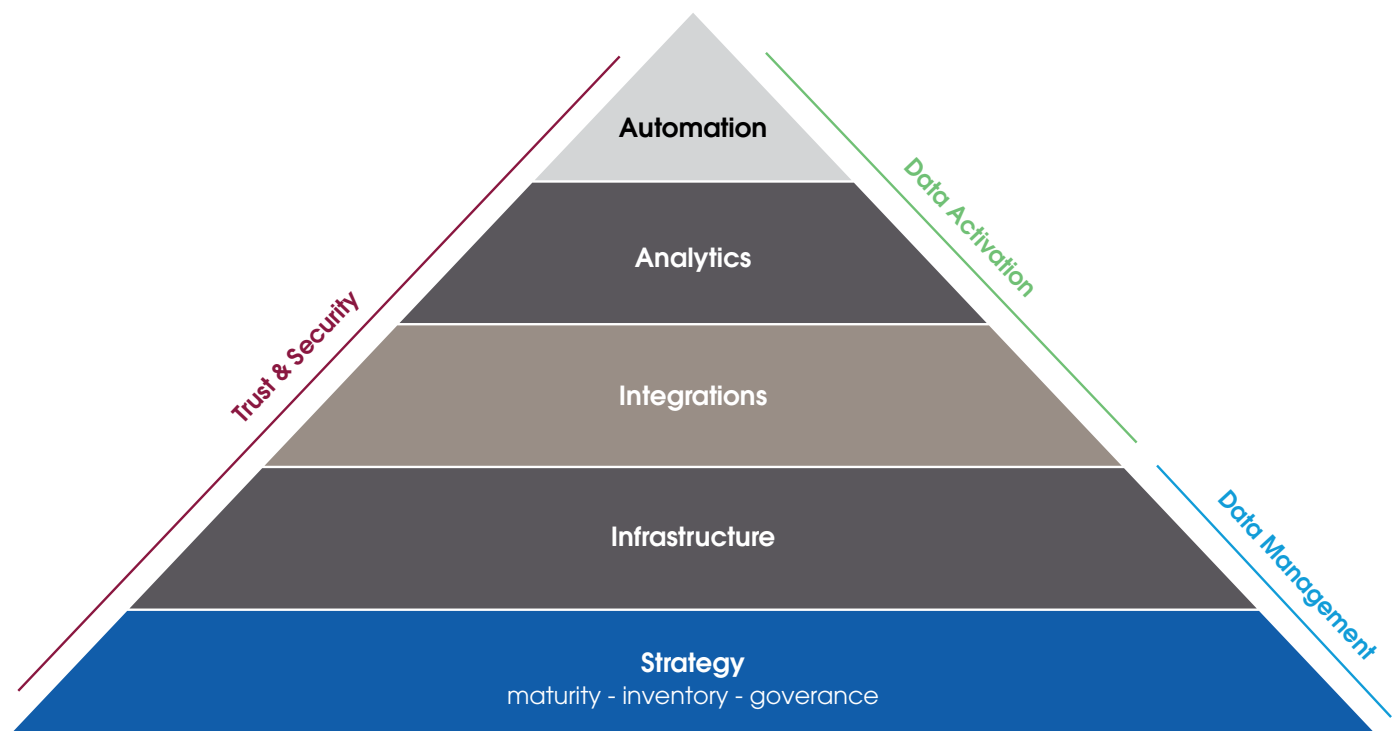 Automation
Data Activation
Analytics
Trust & Security
Integrations
Infrastructure
Data Management
Strategy
maturity - inventory - goverance